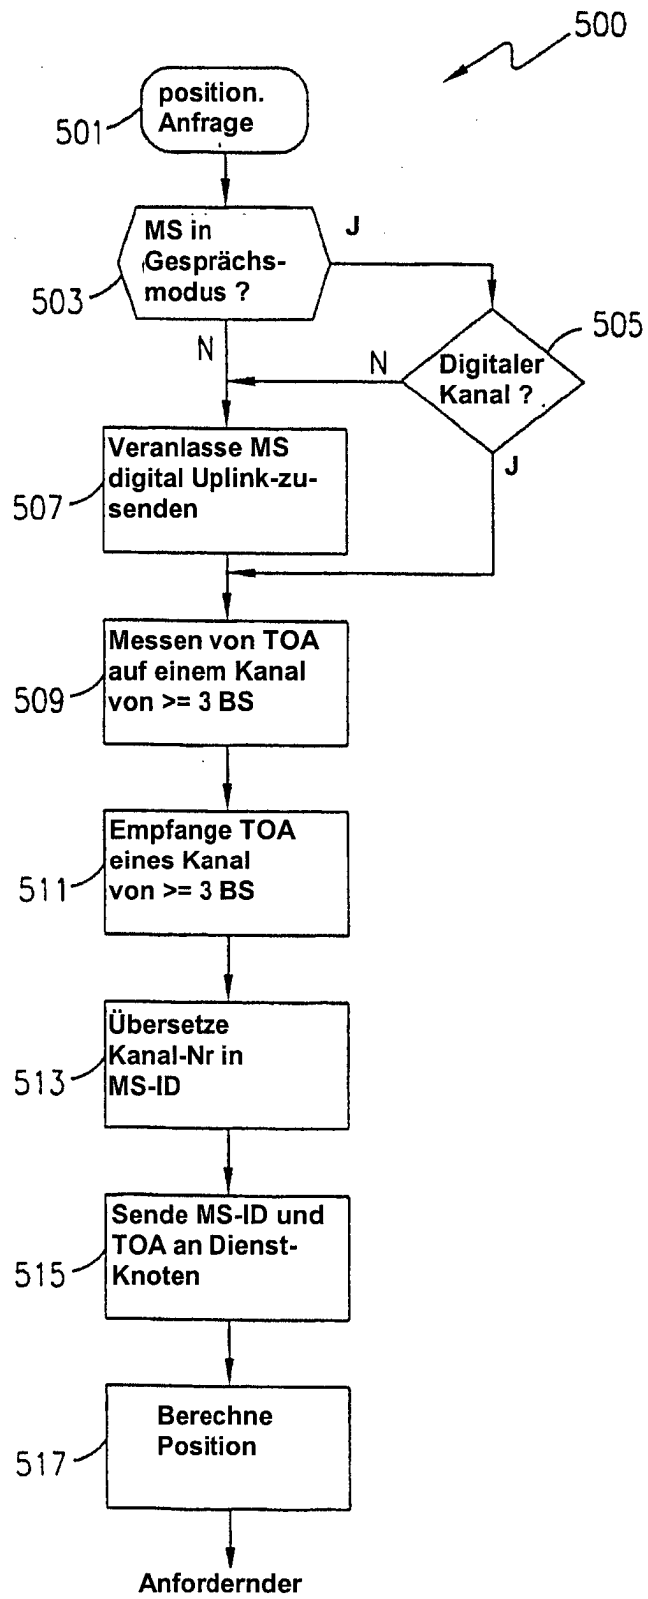 500
position.
Anfrage
501
MS in
Gesprächs-
modus ?
503
J
N
505
Digitaler
Kanal ?
N
J
Veranlasse MS
digital Uplink-zu-
senden
507
Messen von TOA
auf einem Kanal
von >= 3 BS
509
Empfange TOA
eines Kanal
von >= 3 BS
511
Übersetze
Kanal-Nr in
MS-ID
513
Sende MS-ID und
TOA an Dienst-
Knoten
515
Berechne
Position
517
Anfordernder